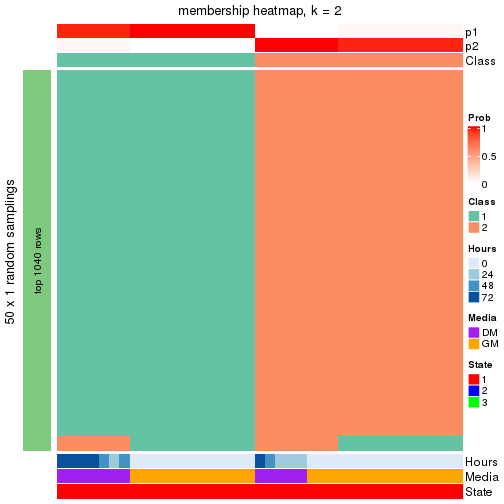 membership heatmap, k = 2
p1
p2
Class
50 x 1 random samplings
top 1040 rows
Prob
1
0.5
0
Class
1
2
Hours
0
24
48
72
Media
DM
GM
State
1
2
3
Hours
Media
State